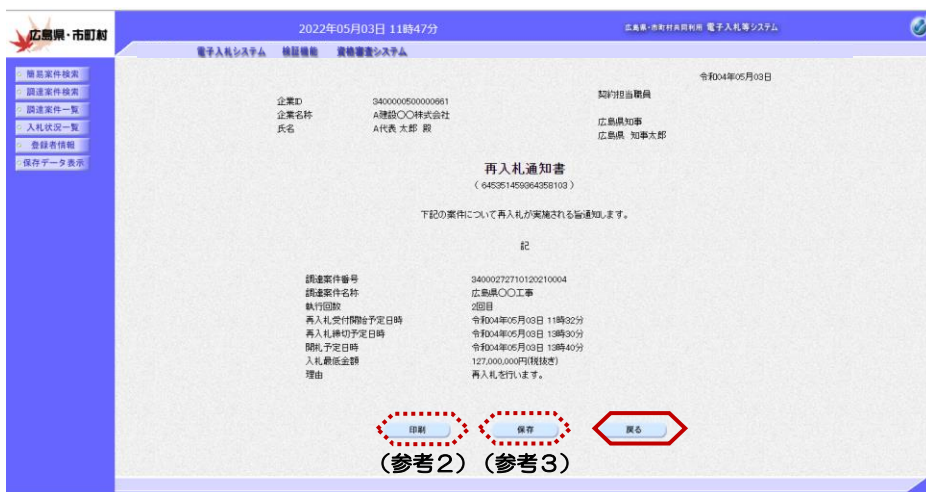 広島県・市町村
2022年05月03日 11時47分
広島県・市町村共同利用 電子入札等システム
電子入札システム 検証機能 資格審査システム
簡易案件検索
調達案件検索
調達案件一覧
入札状況一覧
登録者情報
保存データ表示
令和04年05月03日
企業ID 3400000500000661
企業名称 A建設〇〇株式会社
氏名 A代表 太郎 殿
契約担当職員
広島県知事
広島県 知事太郎
再入札通知書
（ 645351459364358103 ）
下記の案件について再入札が実施される旨通知します。
記
調達案件番号 34000272710120210004
調達案件名称 広島県〇〇工事
執行回数 2回目
再入札受付開始予定日時 令和04年05月03日 11時32分
再入札締切予定日時 令和04年05月03日 13時30分
開札予定日時 令和04年05月03日 13時40分
入札最低金額 127,000,000円(税抜き)
理由 再入札を行います。
印刷 保存 戻る
（参考２）（参考３）